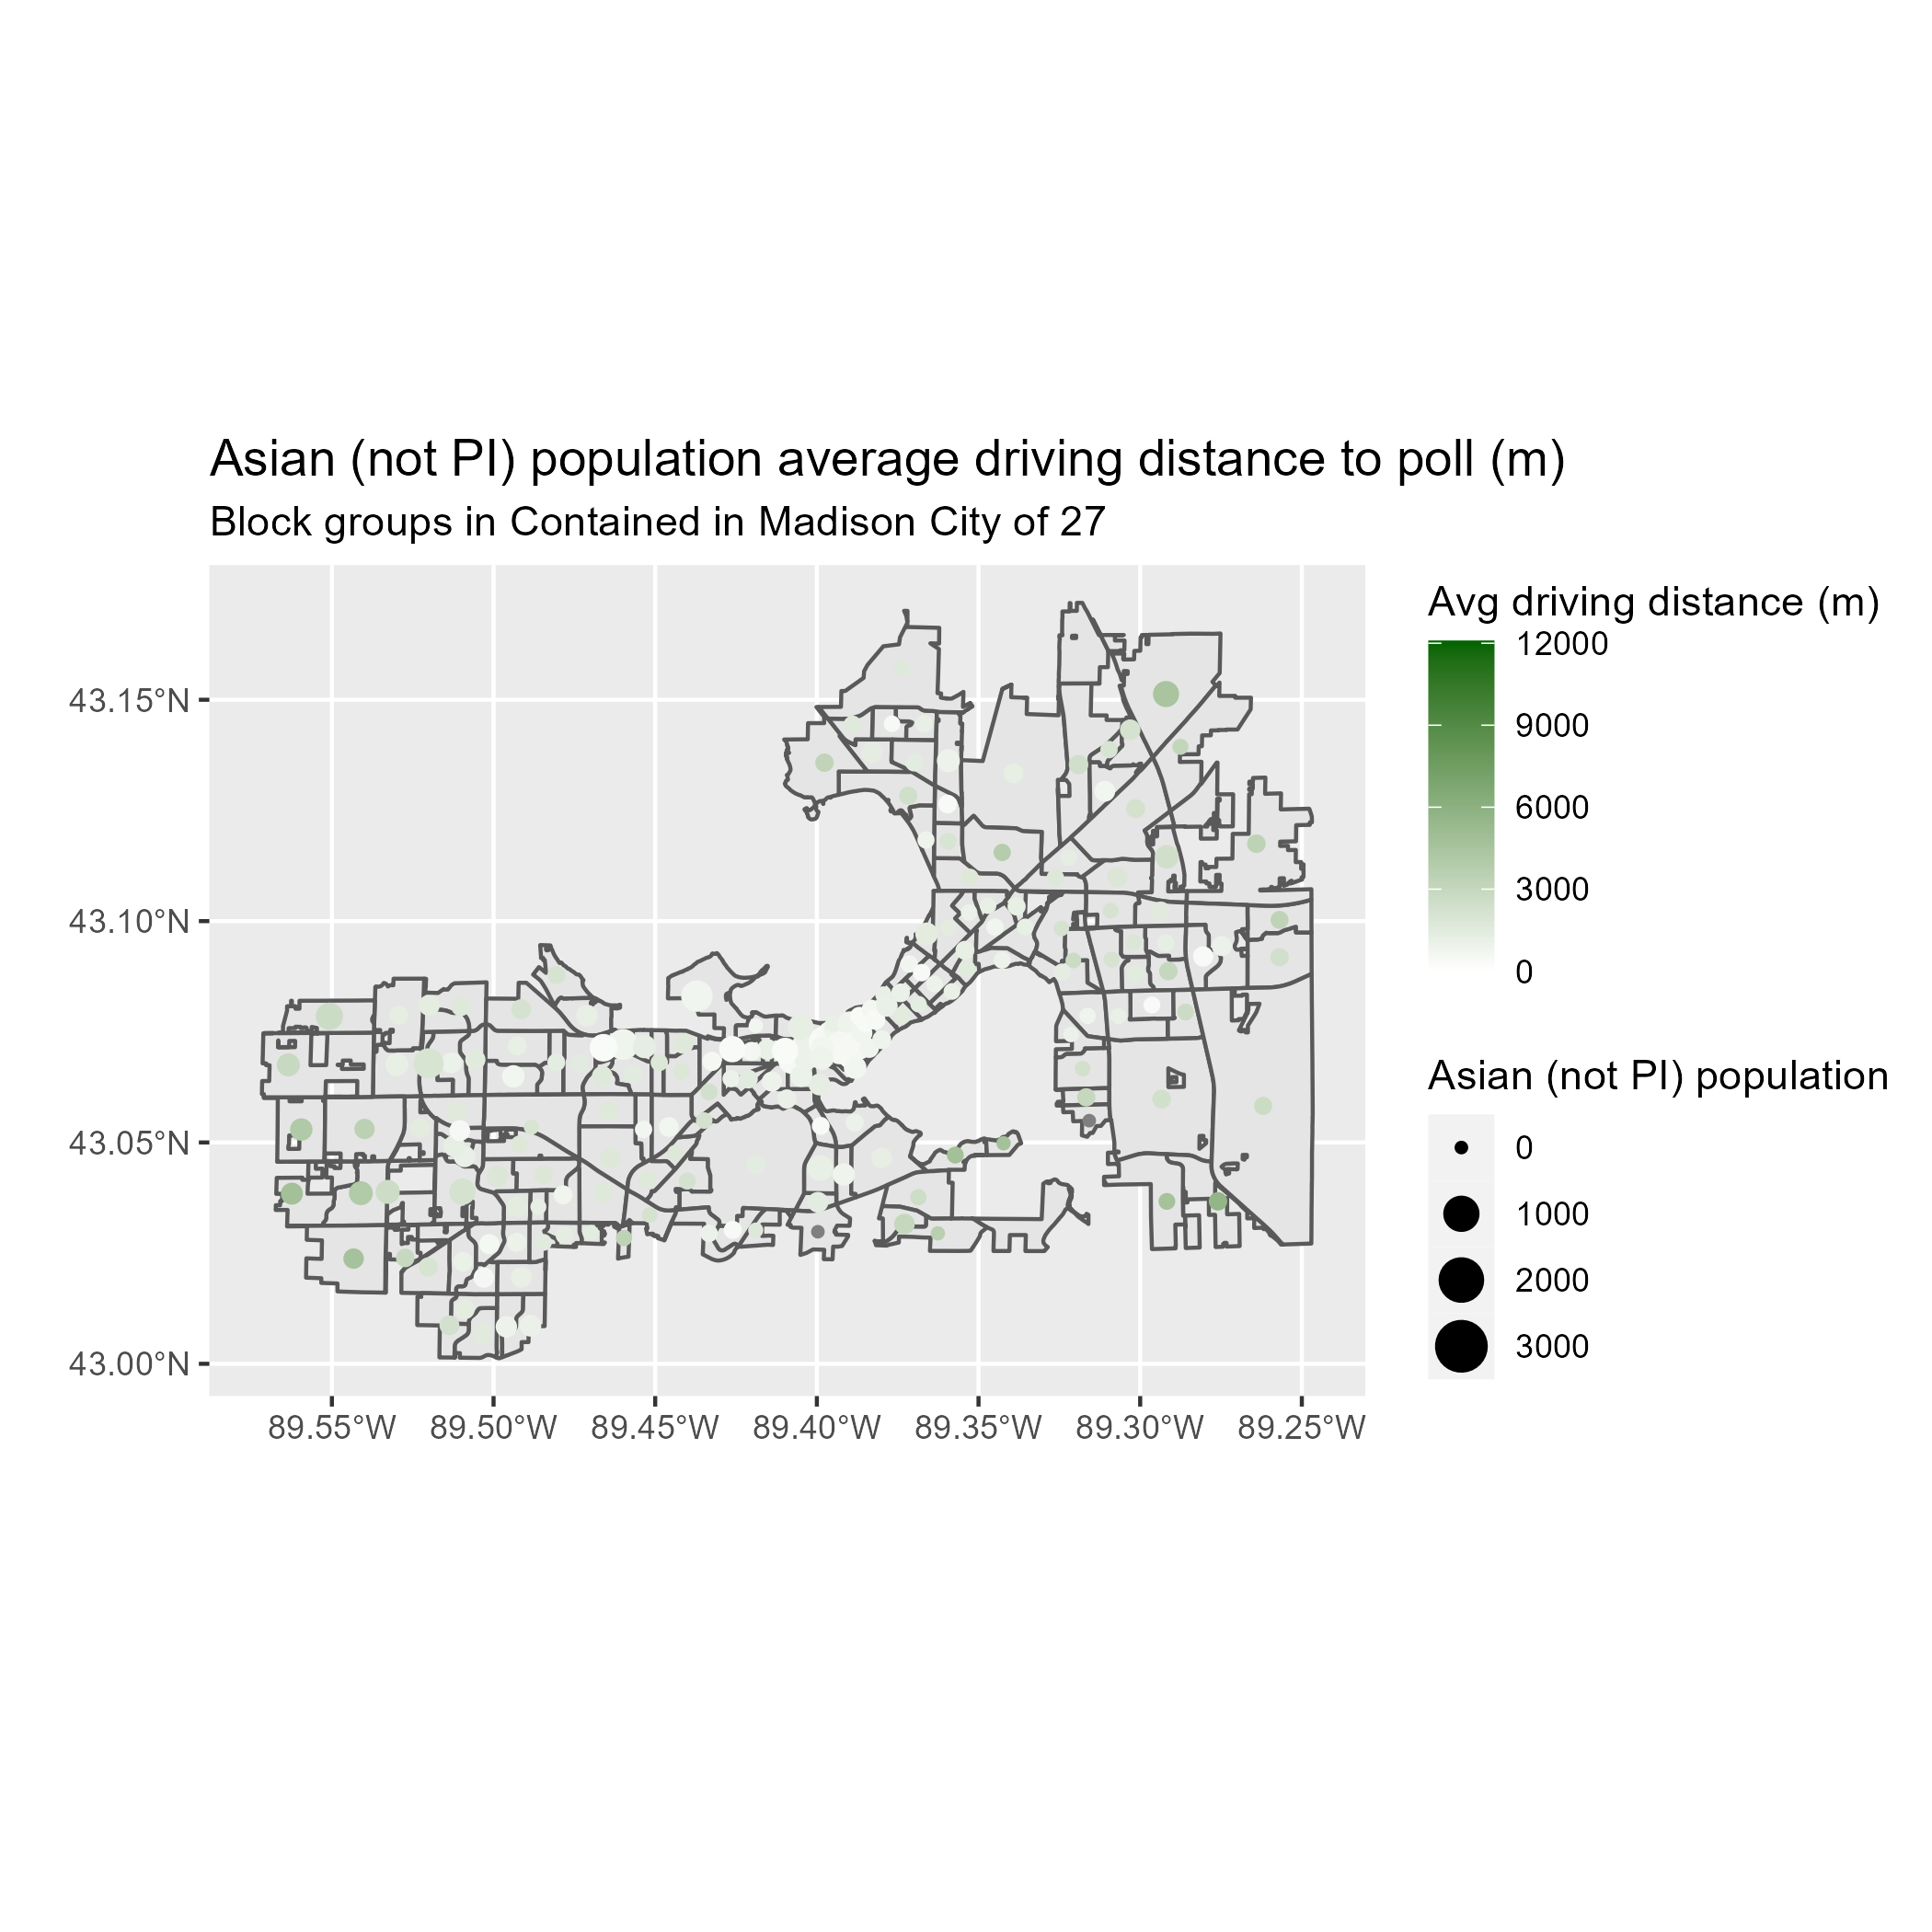 Asian (not PI) population average driving distance to poll (m)
Block groups in Contained in Madison City of 27
43.15°N
43.10°N
43.05°N
43.00°N
89.55°W
89.50°W
89.45°W
89.40°W
89.35°W
89.30°W
89.25°W
Avg driving distance (m)
12000
9000
6000
3000
0
Asian (not PI) population
0
1000
2000
3000